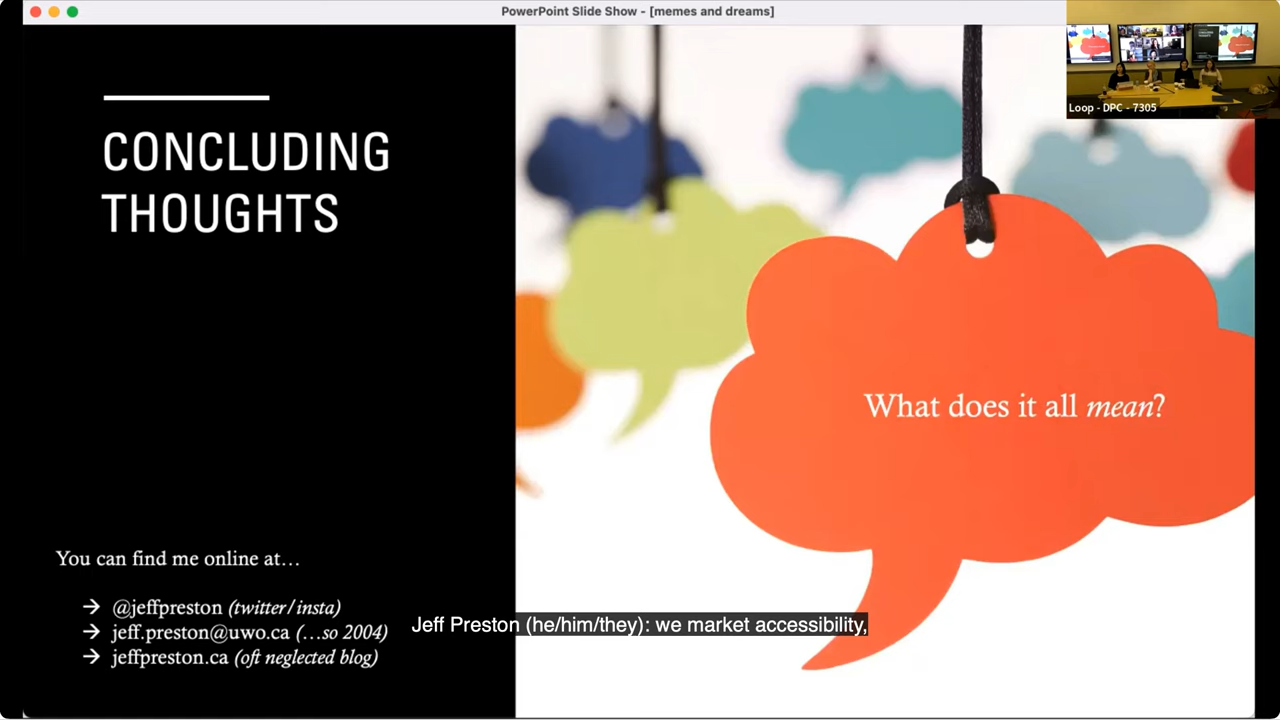 PowerPoint Slide Show - [memes and dreams]
Loop - DPC - 7305
CONCLUDING
THOUGHTS
What does it all mean?
You can find me online at...
→ @jeffpreston (twitter/insta)
→ jeff.preston@uwo.ca (...so 2004)
→ jeffpreston.ca (oft neglected blog)
Jeff Preston (he/him/they): we market accessibility,